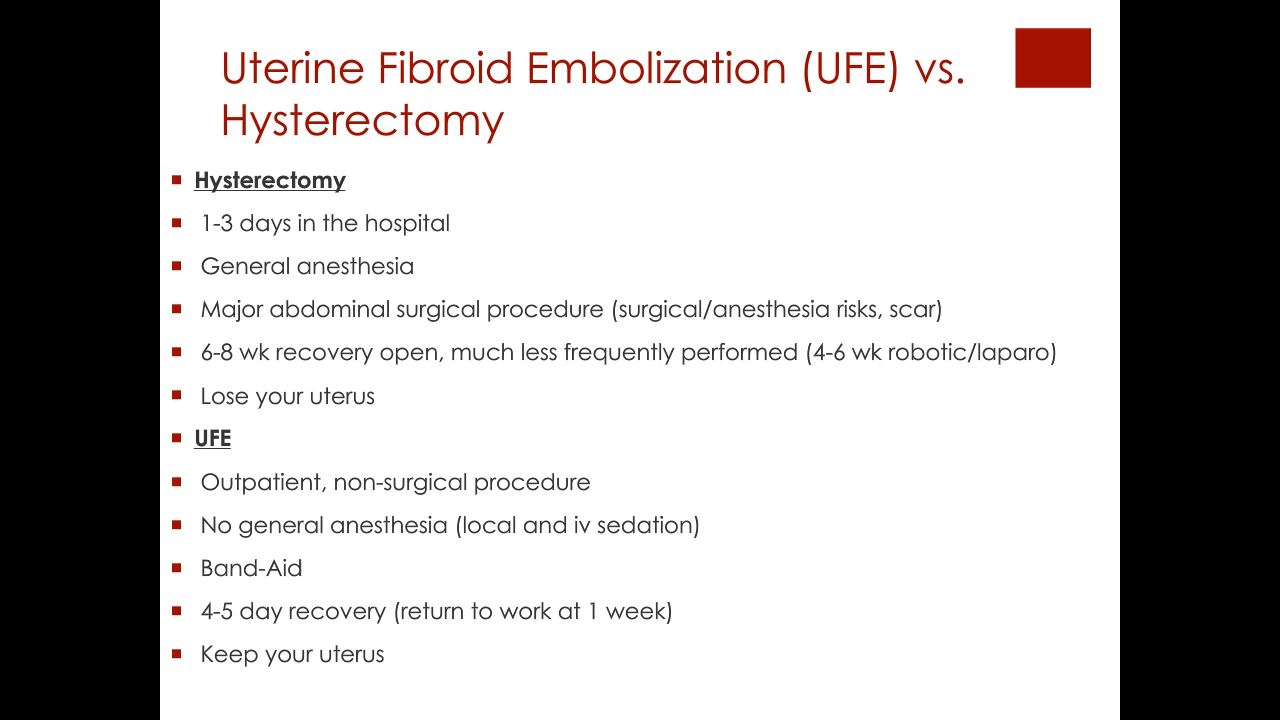 Uterine Fibroid Embolization (UFE) vs.
Hysterectomy
Hysterectomy
1-3 days in the hospital
General anesthesia
Major abdominal surgical procedure (surgical/anesthesia risks, scar)
6-8 wk recovery open, much less frequently performed (4-6 wk robotic/laparo)
Lose your uterus
UFE
Outpatient, non-surgical procedure
No general anesthesia (local and iv sedation)
Band-Aid
4-5 day recovery (return to work at 1 week)
Keep your uterus